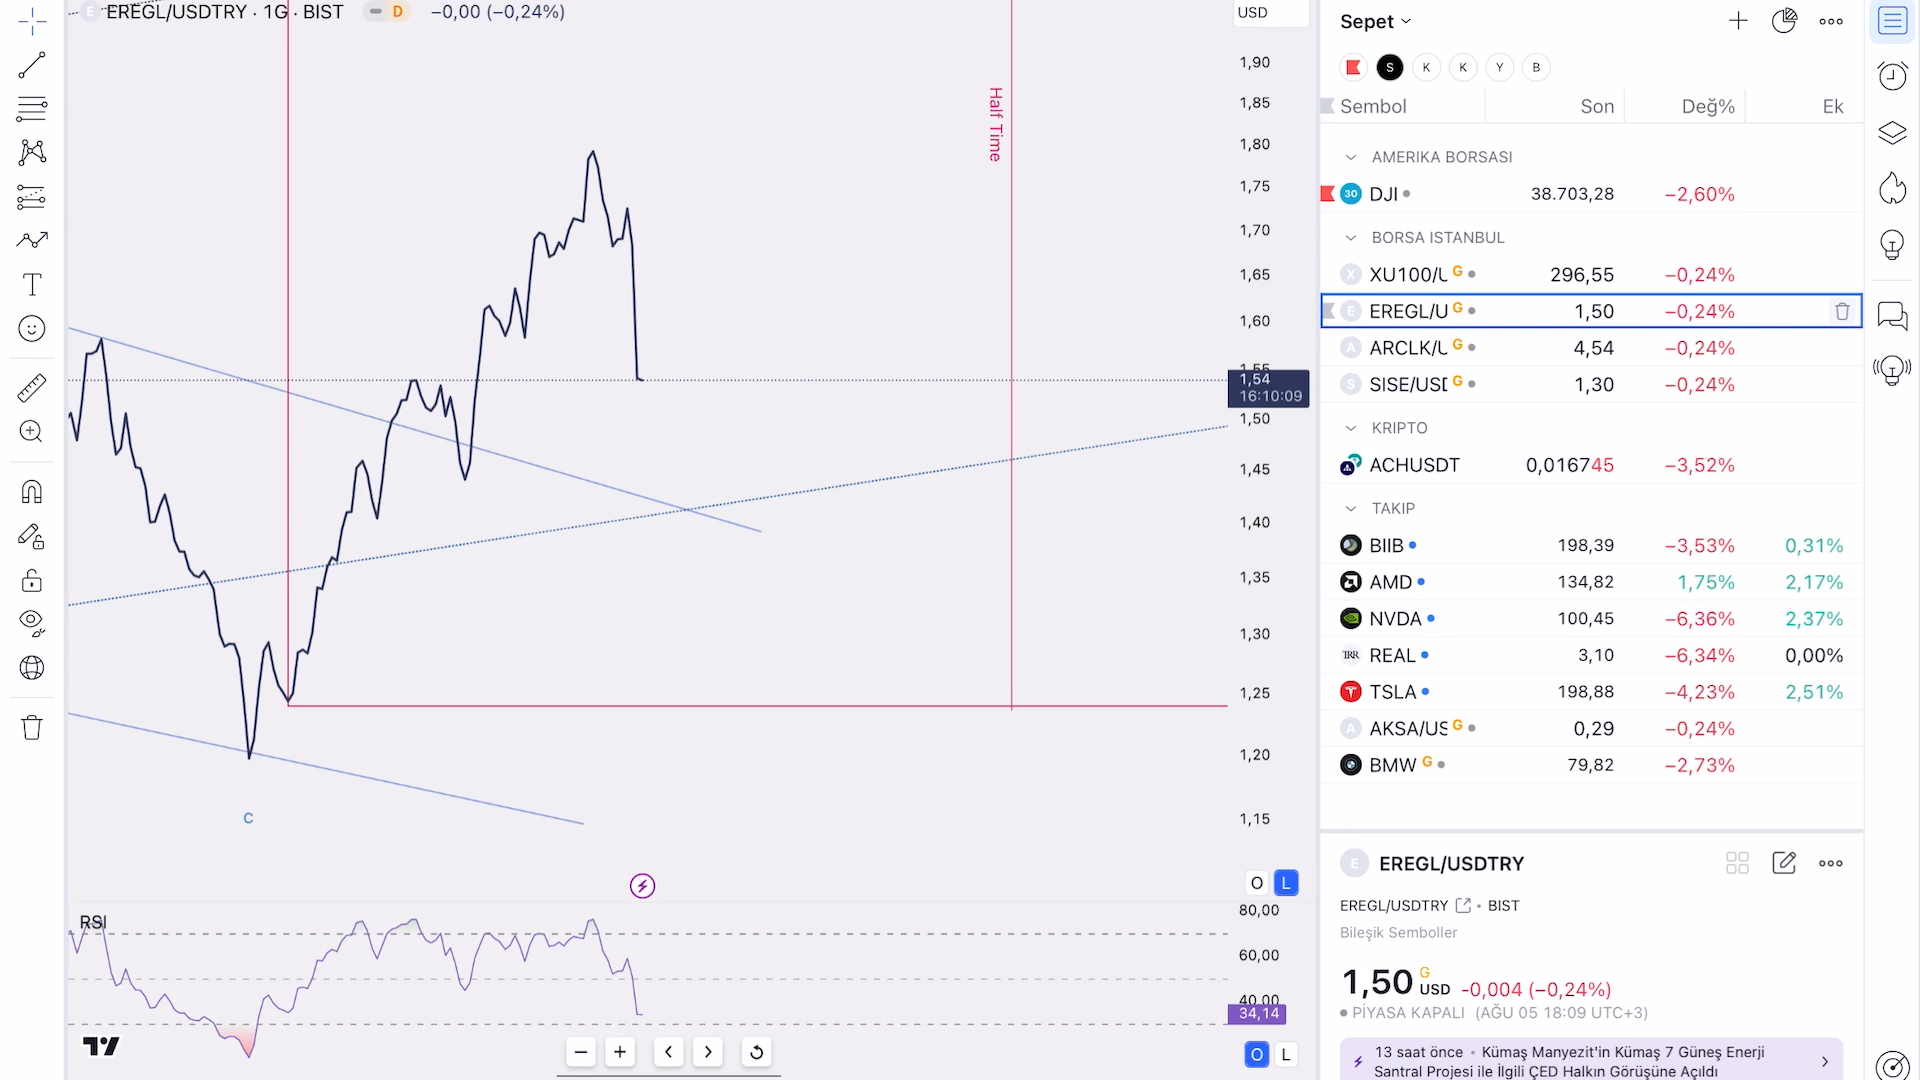 EREGL/USDTRY · 1G · BIST D −0,00 (−0,24%)
USD
1,90
1,85
1,80
1,75
1,70
1,65
1,60
1,54
16:10:09
1,50
1,45
1,40
1,35
1,30
1,25
1,20
1,15
Half Time
C
O L
RSI
80,00
60,00
40,00
34,14
O L
Sepet
S K K Y B
Sembol Son Değ% Ek
AMERIKA BORSASI
30 DJI 38.703,28 −2,60%
BORSA ISTANBUL
X XU100/U G 296,55 −0,24%
E EREGL/U G 1,50 −0,24%
A ARCLK/U G 4,54 −0,24%
S SISE/USD G 1,30 −0,24%
KRIPTO
ACHUSDT 0,016745 −3,52%
TAKIP
BIIB 198,39 −3,53% 0,31%
AMD 134,82 1,75% 2,17%
NVDA 100,45 −6,36% 2,37%
TRR REAL 3,10 −6,34% 0,00%
TSLA 198,88 −4,23% 2,51%
A AKSA/US G 0,29 −0,24%
BMW G 79,82 −2,73%
E EREGL/USDTRY
EREGL/USDTRY • BIST
Bileşik Semboller
1,50 G USD -0,004 (−0,24%)
PİYASA KAPALI (AĞU 05 18:09 UTC+3)
13 saat önce • Kümaş Manyezit'in Kümaş 7 Güneş Enerji
Santral Projesi ile İlgili ÇED Halkın Görüşüne Açıldı